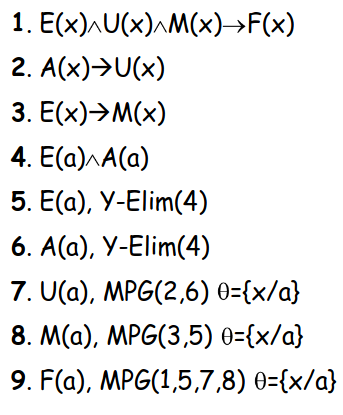 1. E(x)∧U(x)∧M(x)→F(x)
2. A(x)→U(x)
3. E(x)→M(x)
4. E(a)∧A(a)
5. E(a), Y-Elim(4)
6. A(a), Y-Elim(4)
7. U(a), MPG(2,6) θ={x/a}
8. M(a), MPG(3,5) θ={x/a}
9. F(a), MPG(1,5,7,8) θ={x/a}